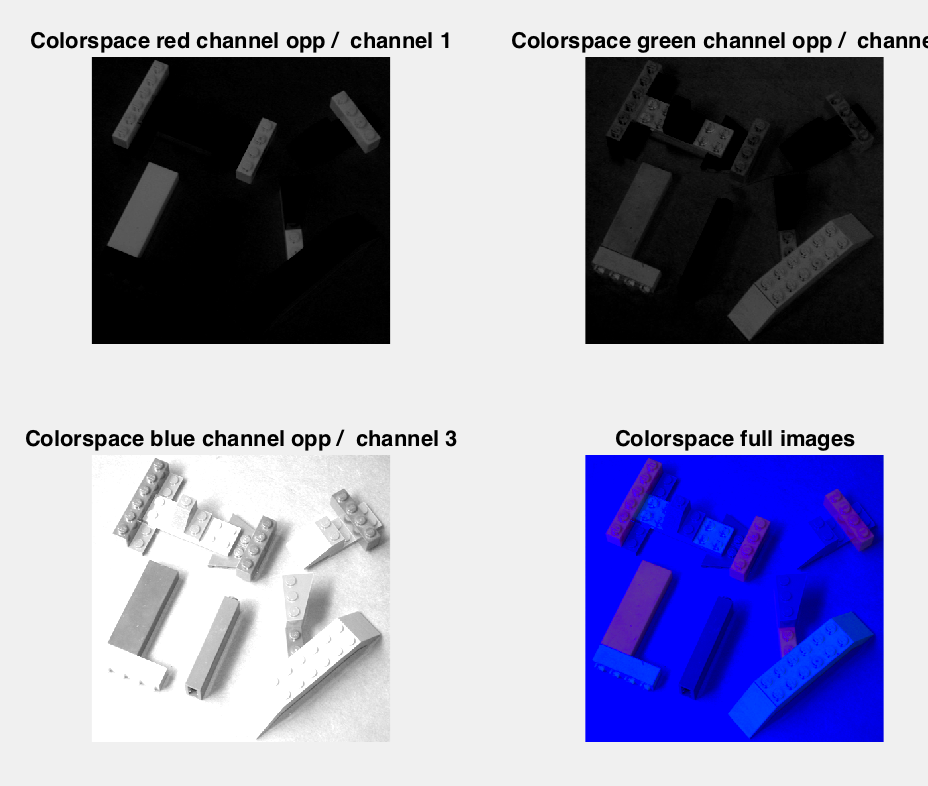 Colorspace red channel opp / channel 1
Colorspace green channel opp / channe
Colorspace blue channel opp / channel 3
Colorspace full images